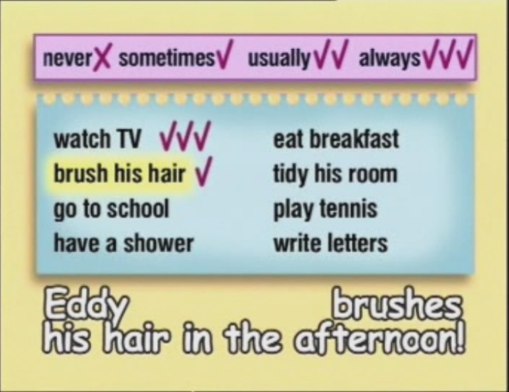 never✗ sometimes✓ usually✓✓ always✓✓✓
watch TV ✓✓✓
brush his hair ✓
go to school
have a shower
eat breakfast
tidy his room
play tennis
write letters
Eddy brushes
his hair in the afternoon!